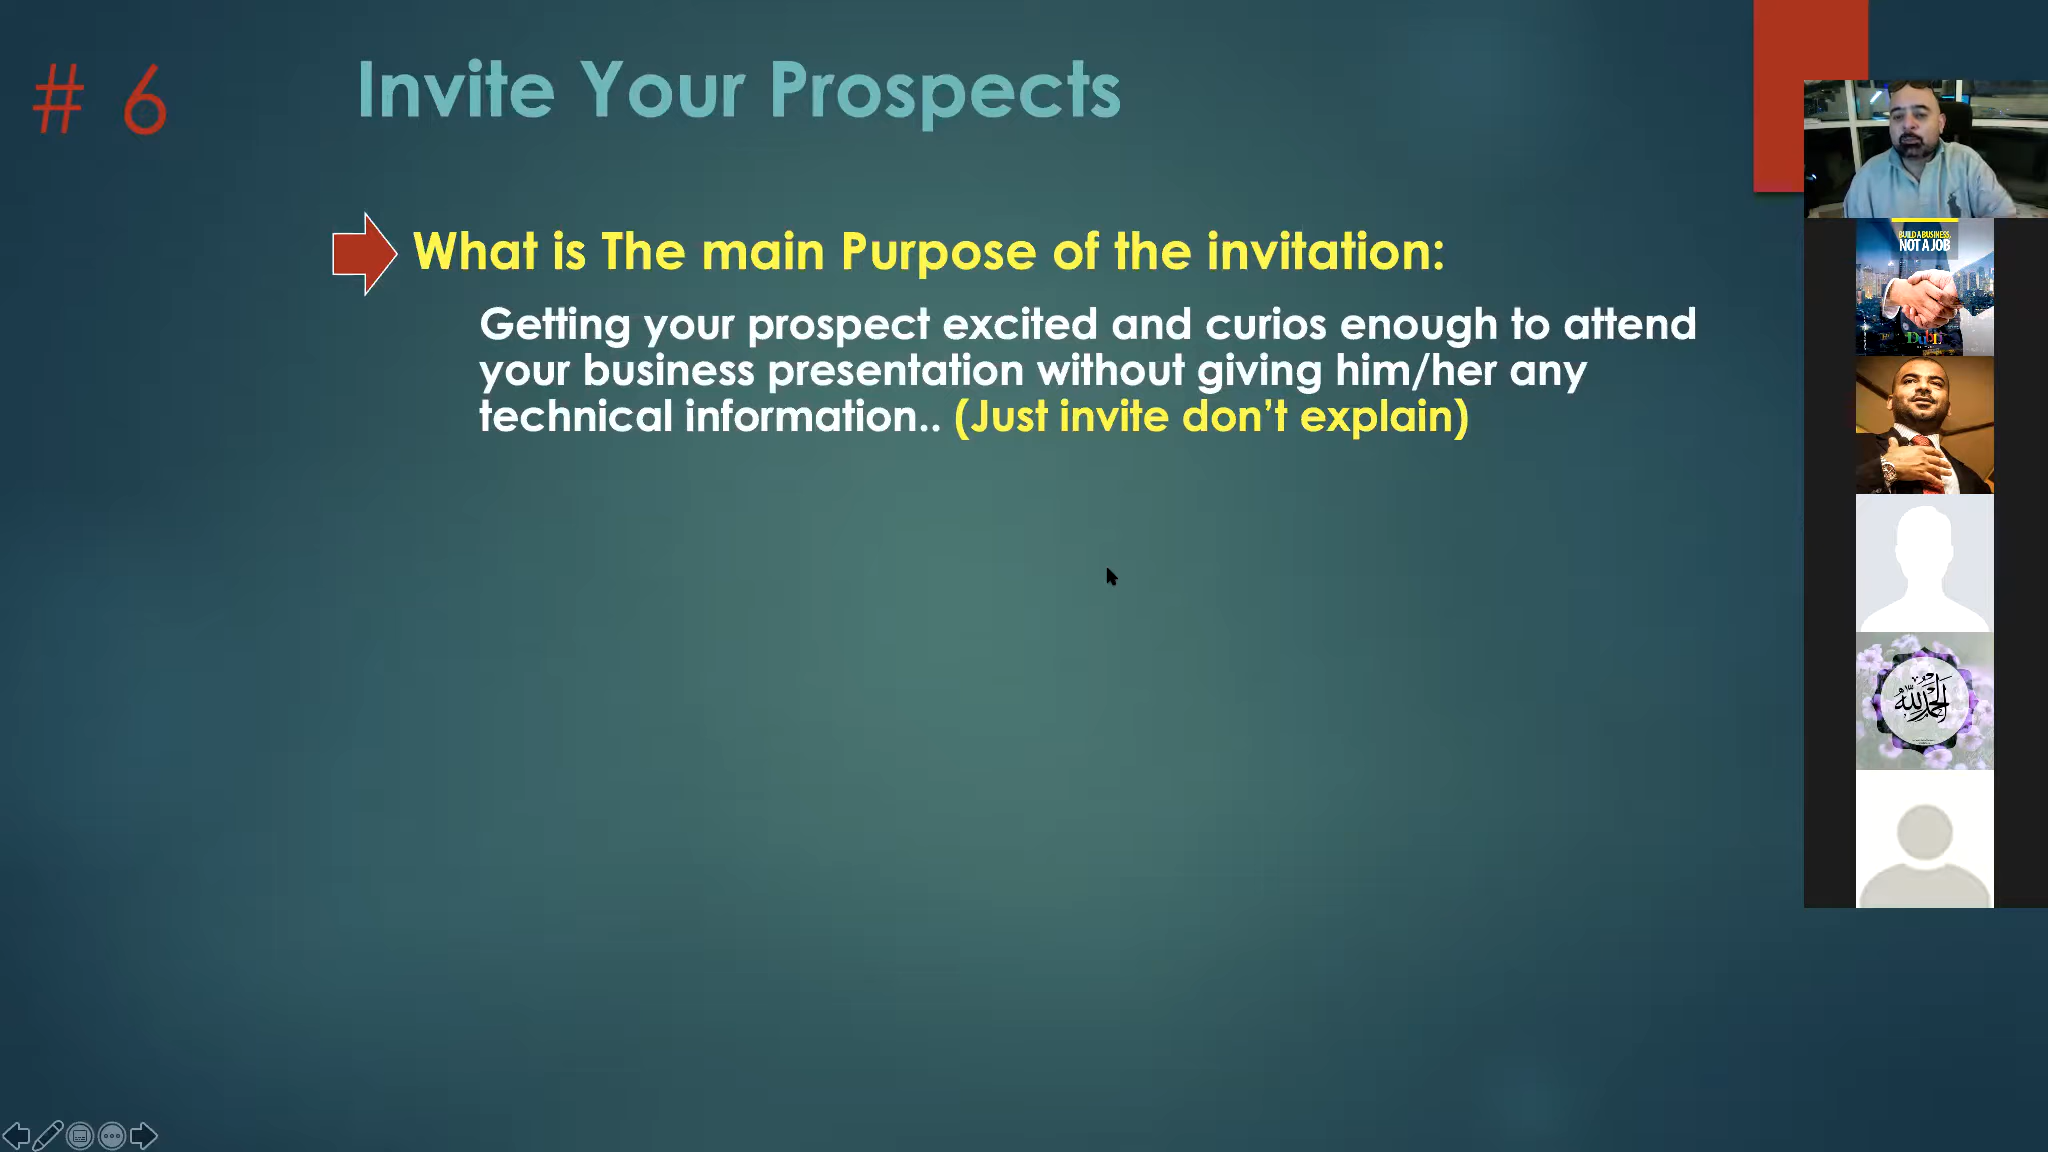 # 6
Invite Your Prospects
What is The main Purpose of the invitation:
Getting your prospect excited and curios enough to attend
your business presentation without giving him/her any
technical information.. (Just invite don’t explain)
BUILD A BUSINESS,
NOT A JOB
الحمد لله